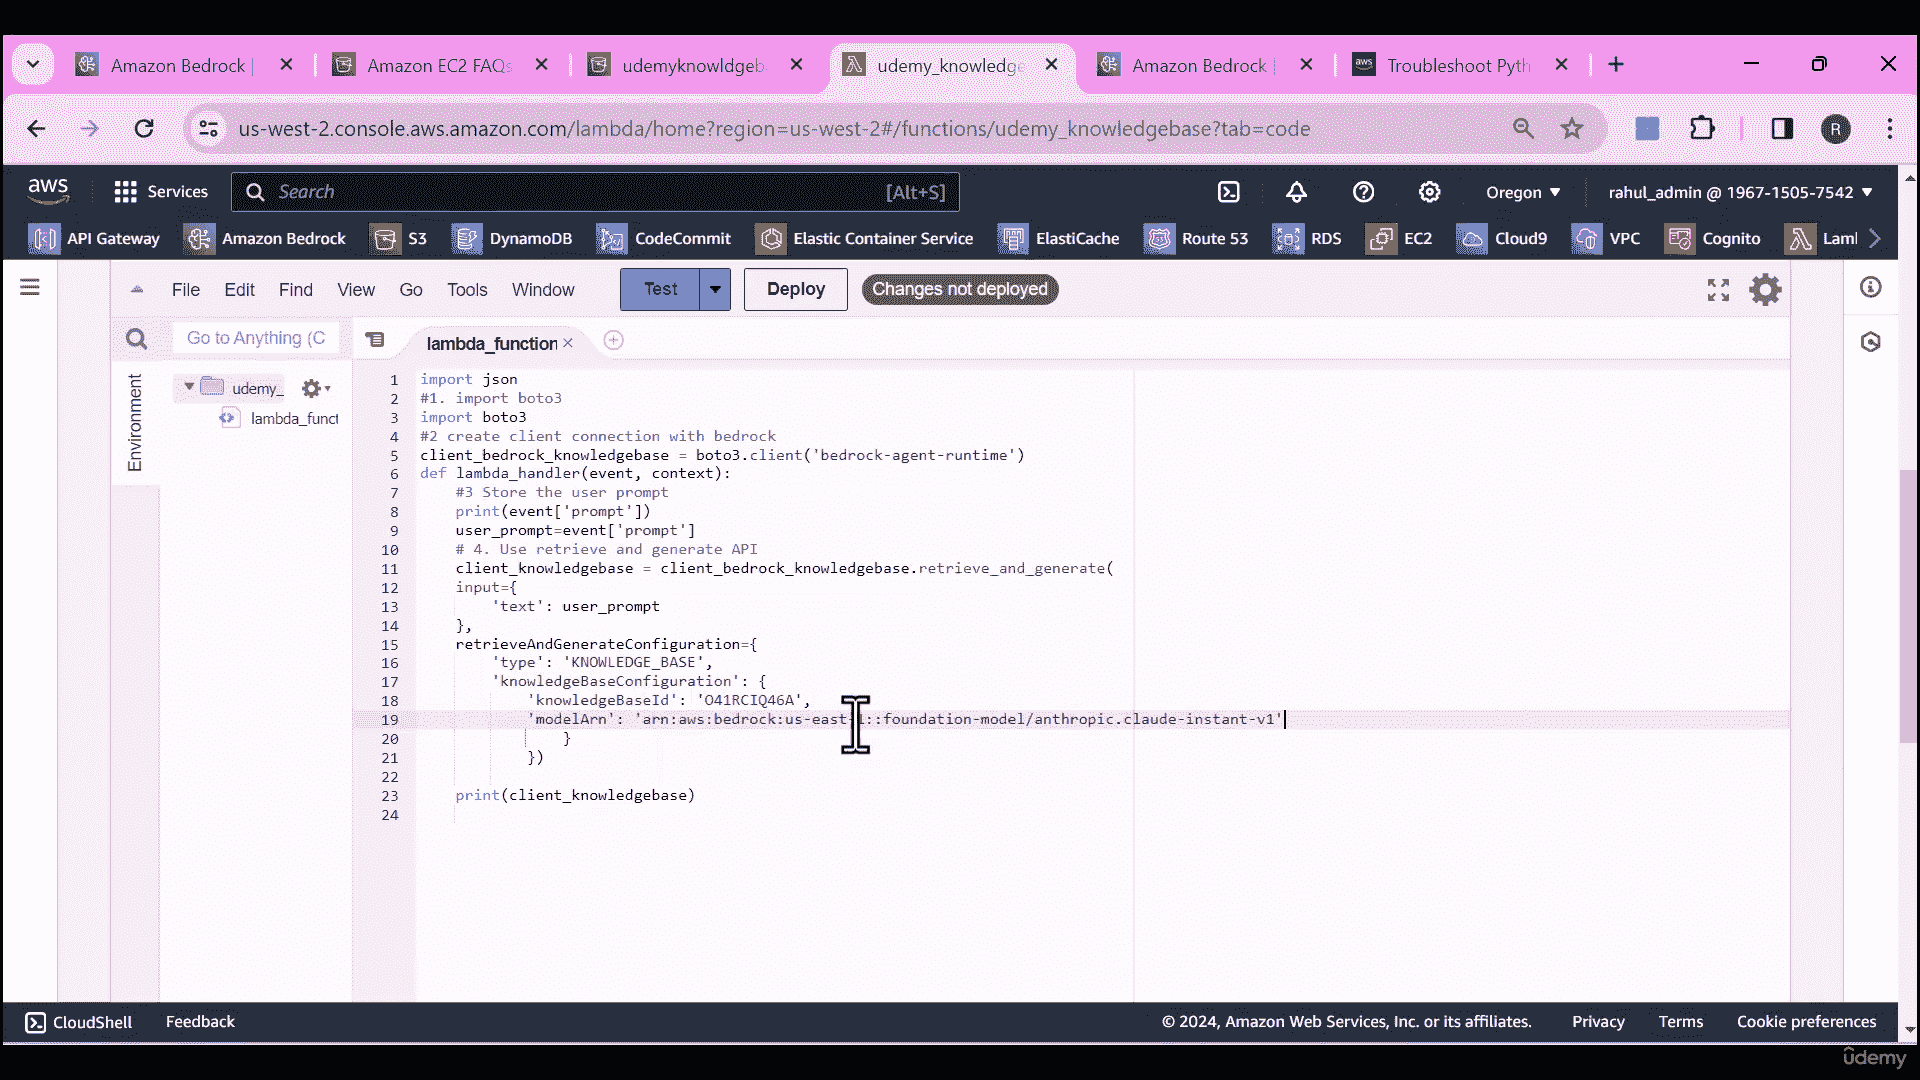 Amazon Bedrock |
Amazon EC2 FAQs
udemyknowldgeb
udemy_knowledge
Amazon Bedrock |
Troubleshoot Pyth
us-west-2.console.aws.amazon.com/lambda/home?region=us-west-2#/functions/udemy_knowledgebase?tab=code
R
aws
Services
Search
[Alt+S]
Oregon
rahul_admin @ 1967-1505-7542
API Gateway
Amazon Bedrock
S3
DynamoDB
CodeCommit
Elastic Container Service
ElastiCache
Route 53
RDS
EC2
Cloud9
VPC
Cognito
Laml
File Edit Find View Go Tools Window
Test
Deploy
Changes not deployed
Go to Anything (C
lambda_function
Environment
udemy_
lambda_funct
1 import json
2 #1. import boto3
3 import boto3
4 #2 create client connection with bedrock
5 client_bedrock_knowledgebase = boto3.client('bedrock-agent-runtime')
6 def lambda_handler(event, context):
7 #3 Store the user prompt
8 print(event['prompt'])
9 user_prompt=event['prompt']
10 # 4. Use retrieve and generate API
11 client_knowledgebase = client_bedrock_knowledgebase.retrieve_and_generate(
12 input={
13 'text': user_prompt
14 },
15 retrieveAndGenerateConfiguration={
16 'type': 'KNOWLEDGE_BASE',
17 'knowledgeBaseConfiguration': {
18 'knowledgeBaseId': 'O41RCIQ46A',
19 'modelArn': 'arn:aws:bedrock:us-east-1::foundation-model/anthropic.claude-instant-v1'
20 }
21 })
22
23 print(client_knowledgebase)
24
CloudShell
Feedback
© 2024, Amazon Web Services, Inc. or its affiliates.
Privacy
Terms
Cookie preferences
udemy